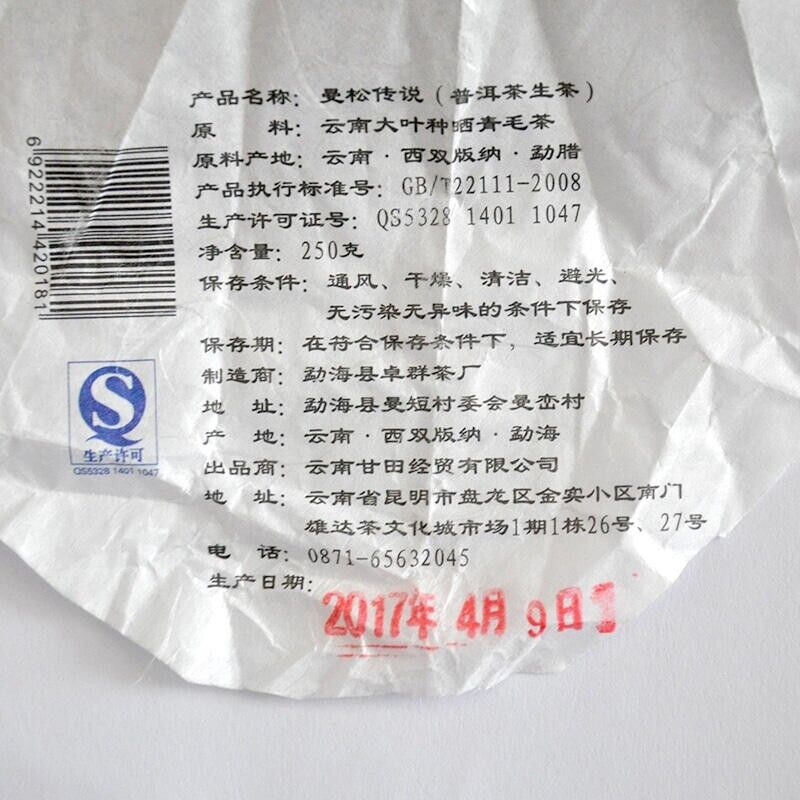 产品名称：曼松传说（普洱茶生茶）
原　　料：云南大叶种晒青毛茶
原料产地：云南·西双版纳·勐腊
产品执行标准号：GB/T22111-2008
生产许可证号：QS5328 1401 1047
净含量：250克
保存条件：通风、干燥、清洁、避光、
无污染无异味的条件下保存
保存期：在符合保存条件下，适宜长期保存
制造商：勐海县卓群茶厂
地　址：勐海县曼短村委会曼峦村
产　地：云南·西双版纳·勐海
出品商：云南甘田经贸有限公司
地　址：云南省昆明市盘龙区金实小区南门
雄达茶文化城市场1期1栋26号、27号
电　话：0871-65632045
生产日期：
2017年 4月 9日
6922214420181
S
生产许可
QS5328 1401 1047